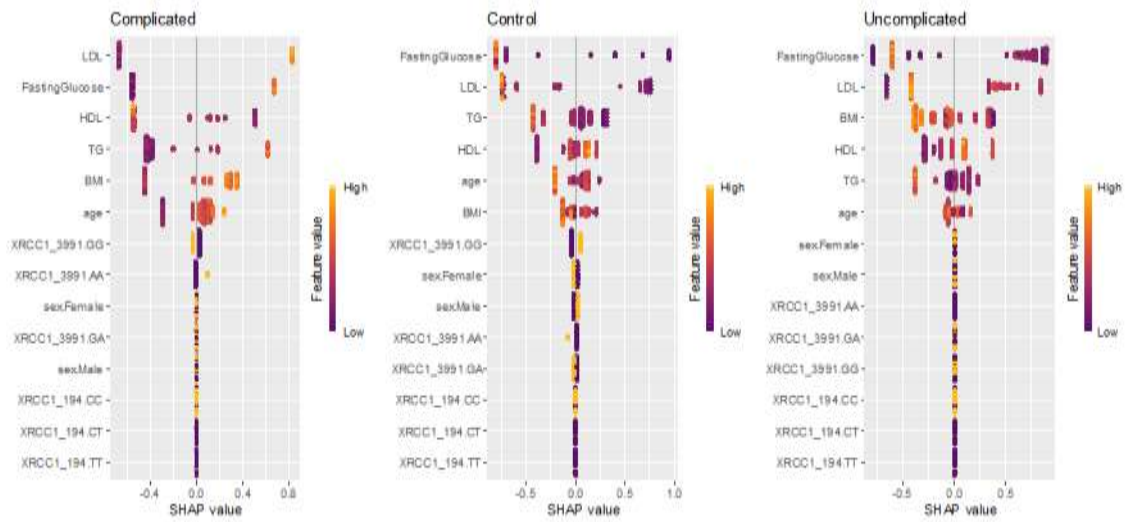 Complicated
LDL
FastingGlucose
HDL
TG
BMI
age
XRCC1_3991.GG
XRCC1_3991.AA
sex.Female
XRCC1_3991.GA
sex.Male
XRCC1_194.CC
XRCC1_194.CT
XRCC1_194.TT
-0.4 0.0 0.4 0.8
SHAP value
High
Feature value
Low
Control
FastingGlucose
LDL
TG
HDL
age
BMI
XRCC1_3991.GG
sex.Female
sex.Male
XRCC1_3991.AA
XRCC1_3991.GA
XRCC1_194.CC
XRCC1_194.CT
XRCC1_194.TT
-0.5 0.0 0.5 1.0
SHAP value
High
Feature value
Low
Uncomplicated
FastingGlucose
LDL
BMI
HDL
TG
age
sex.Female
sex.Male
XRCC1_3991.AA
XRCC1_3991.GA
XRCC1_3991.GG
XRCC1_194.CC
XRCC1_194.CT
XRCC1_194.TT
-0.5 0.0 0.5
SHAP value
High
Feature value
Low